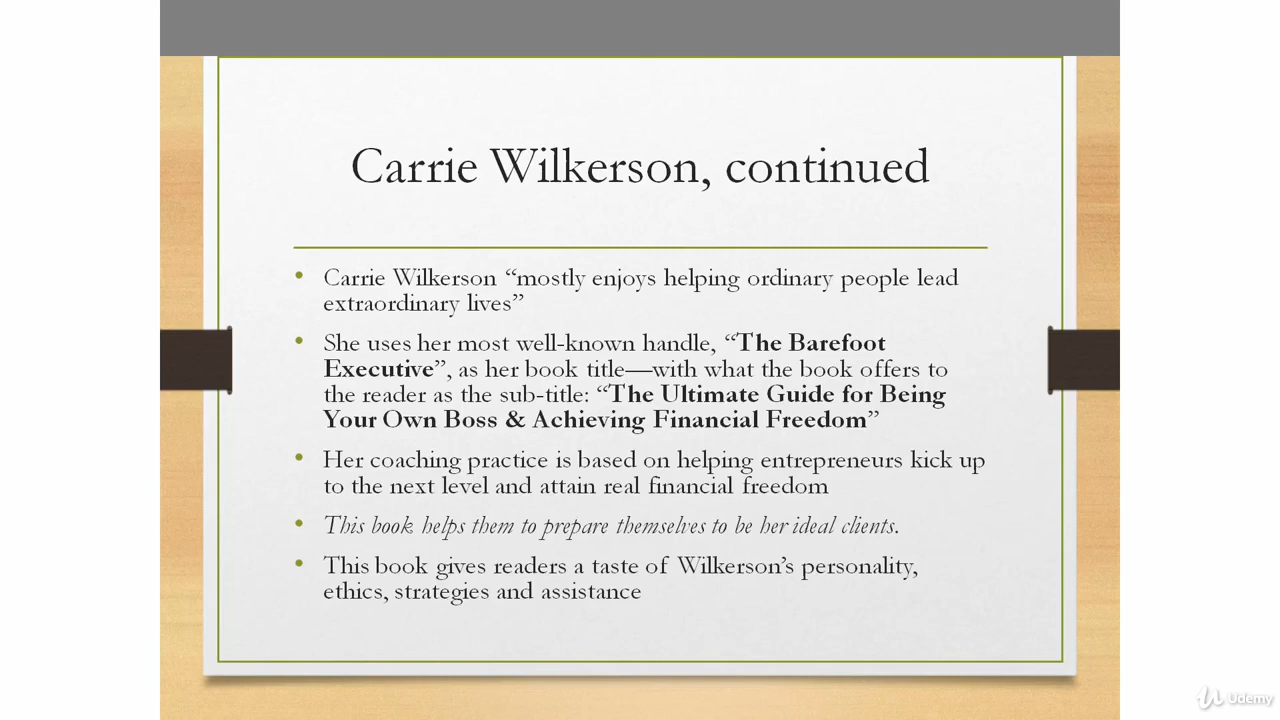 Carrie Wilkerson, continued
• Carrie Wilkerson “mostly enjoys helping ordinary people lead
extraordinary lives”
• She uses her most well-known handle, “The Barefoot
Executive”, as her book title—with what the book offers to
the reader as the sub-title: “The Ultimate Guide for Being
Your Own Boss & Achieving Financial Freedom”
• Her coaching practice is based on helping entrepreneurs kick up
to the next level and attain real financial freedom
• This book helps them to prepare themselves to be her ideal clients.
• This book gives readers a taste of Wilkerson’s personality,
ethics, strategies and assistance
Udemy